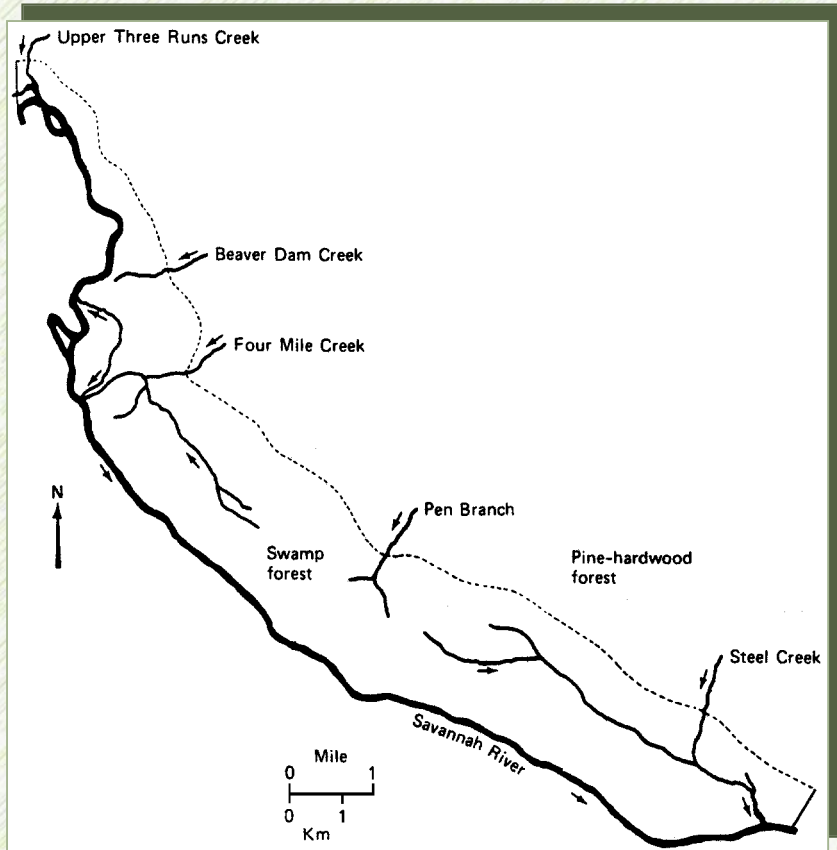 Upper Three Runs Creek
Beaver Dam Creek
Four Mile Creek
N
Pen Branch
Swamp
forest
Pine-hardwood
forest
Steel Creek
Savannah River
Mile
0 1
0 1
Km